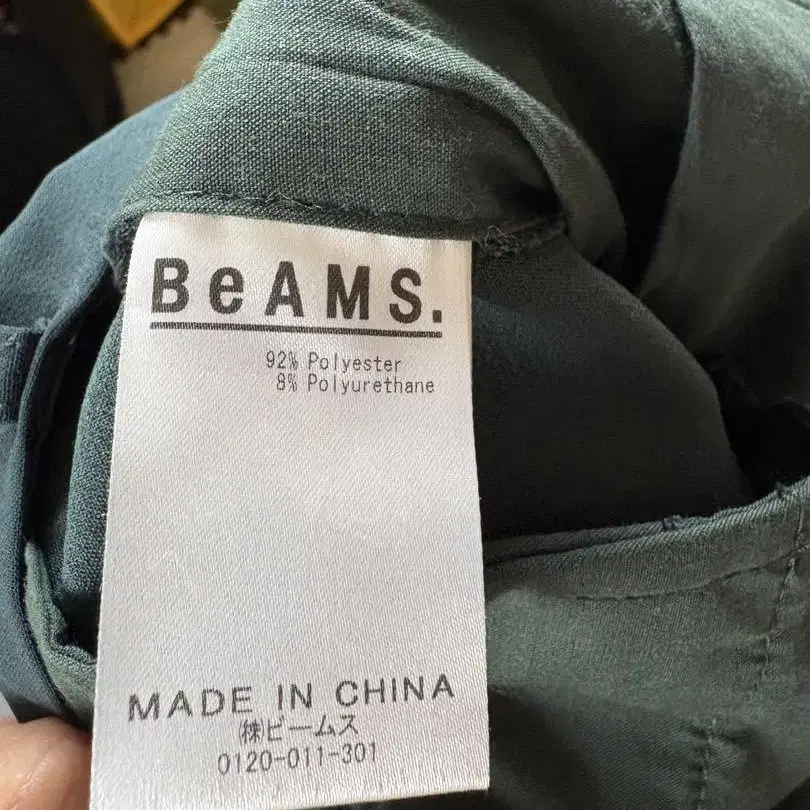 BeAMS.
92% Polyester
8% Polyurethane
MADE IN CHINA
㈱ビームス
0120-011-301